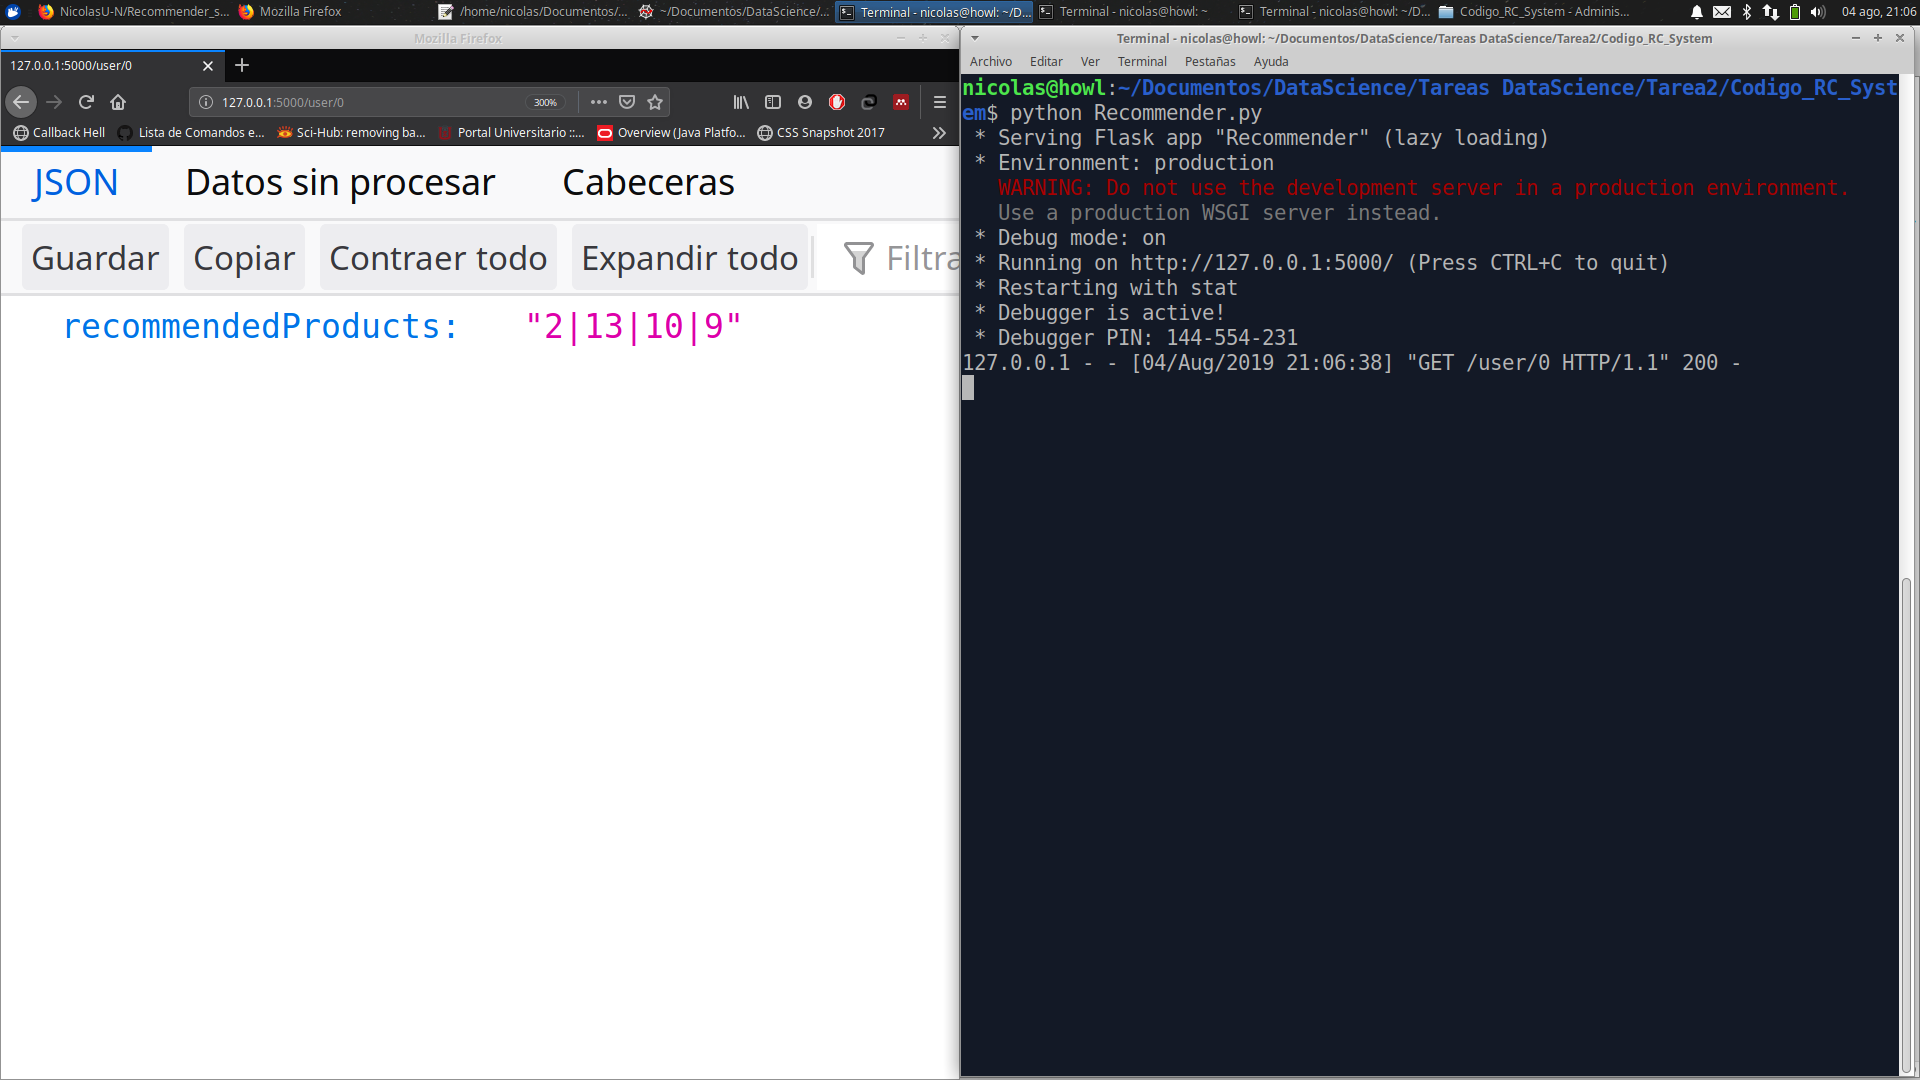 NicolasU-N/Recommender_s...
Mozilla Firefox
/home/nicolas/Documentos/...
~/Documentos/DataScience/...
Terminal - nicolas@howl: ~/D...
Terminal - nicolas@howl: ~
Terminal - nicolas@howl: ~/D...
Codigo_RC_System - Adminis...
04 ago, 21:06
Mozilla Firefox
127.0.0.1:5000/user/0
127.0.0.1:5000/user/0
300%
Callback Hell
Lista de Comandos e...
Sci-Hub: removing ba...
Portal Universitario ::...
Overview (Java Platfo...
CSS Snapshot 2017
JSON
Datos sin procesar
Cabeceras
Guardar
Copiar
Contraer todo
Expandir todo
Filtra
recommendedProducts: "2|13|10|9"
Terminal - nicolas@howl: ~/Documentos/DataScience/Tareas DataScience/Tarea2/Codigo_RC_System
Archivo
Editar
Ver
Terminal
Pestañas
Ayuda
nicolas@howl:~/Documentos/DataScience/Tareas DataScience/Tarea2/Codigo_RC_Syst
em$ python Recommender.py
* Serving Flask app "Recommender" (lazy loading)
* Environment: production
WARNING: Do not use the development server in a production environment.
Use a production WSGI server instead.
* Debug mode: on
* Running on http://127.0.0.1:5000/ (Press CTRL+C to quit)
* Restarting with stat
* Debugger is active!
* Debugger PIN: 144-554-231
127.0.0.1 - - [04/Aug/2019 21:06:38] "GET /user/0 HTTP/1.1" 200 -